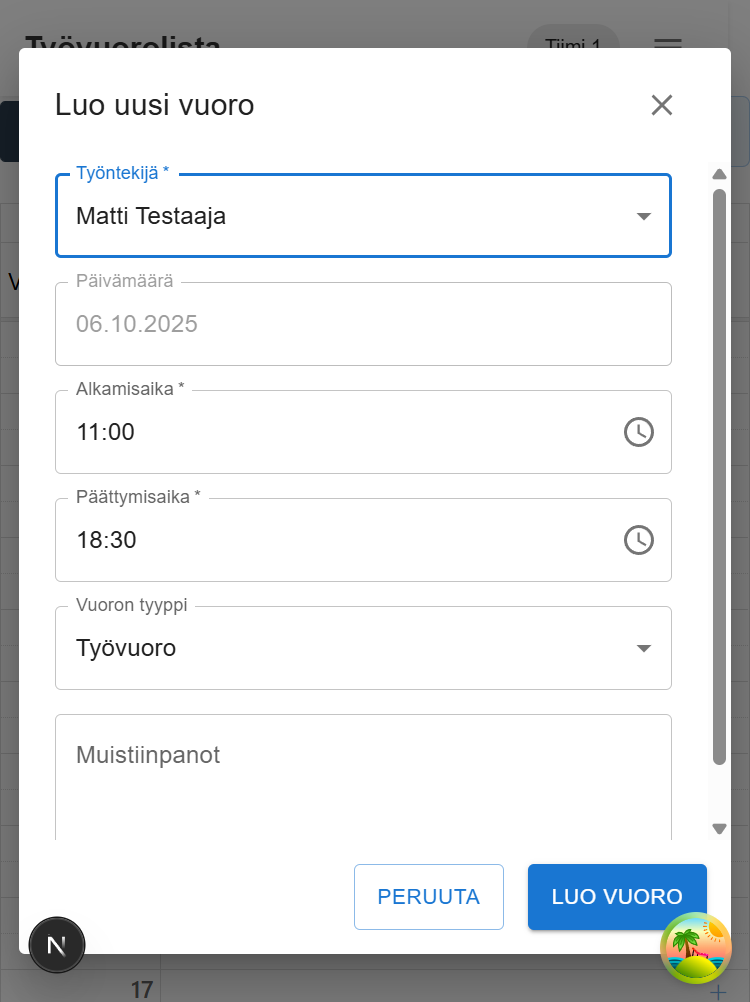 Työvuorolista
Tiimi 1
Luo uusi vuoro
Työntekijä *
Matti Testaaja
Päivämäärä
06.10.2025
Alkamisaika *
11:00
Päättymisaika *
18:30
Vuoron tyyppi
Työvuoro
Muistiinpanot
PERUUTA
LUO VUORO
N
17